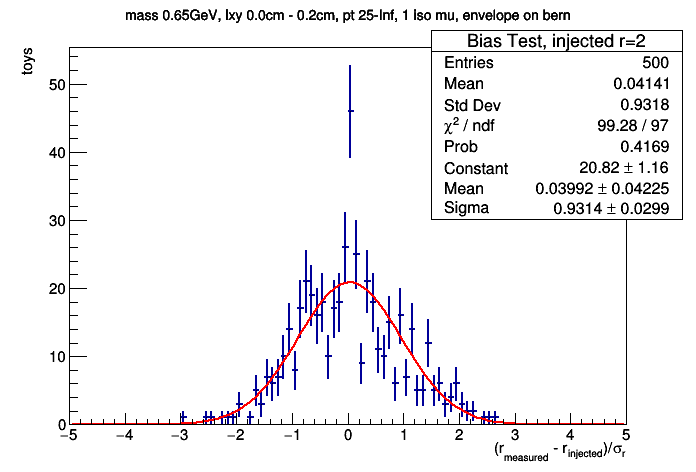 mass 0.65GeV, lxy 0.0cm - 0.2cm, pt 25-Inf, 1 Iso mu, envelope on bern
Bias Test, injected r=2
Entries 500
Mean 0.04141
Std Dev 0.9318
χ² / ndf 99.28 / 97
Prob 0.4169
Constant 20.82 ± 1.16
Mean 0.03992 ± 0.04225
Sigma 0.9314 ± 0.0299
toys
50
40
30
20
10
0
−5 −4 −3 −2 −1 0 1 2 3 4 5
(r_measured - r_injected)/σ_r